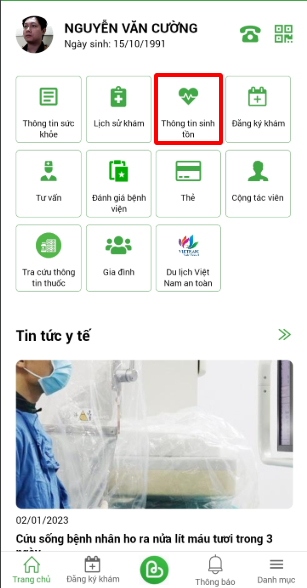 NGUYỄN VĂN CƯỜNG
Ngày sinh: 15/10/1991
Thông tin sức
khỏe
Lịch sử khám
Thông tin sinh
tồn
Đăng ký khám
Tư vấn
Đánh giá bệnh
viện
Thẻ
Cộng tác viên
Tra cứu thông
tin thuốc
Gia đình
VIETNAM
Du lịch Việt
Nam an toàn
Tin tức y tế
02/01/2023
Cứu sống bệnh nhân ho ra nửa lít máu tươi trong 3
ngày
Trang chủ
Đăng ký khám
Thông báo
Danh mục